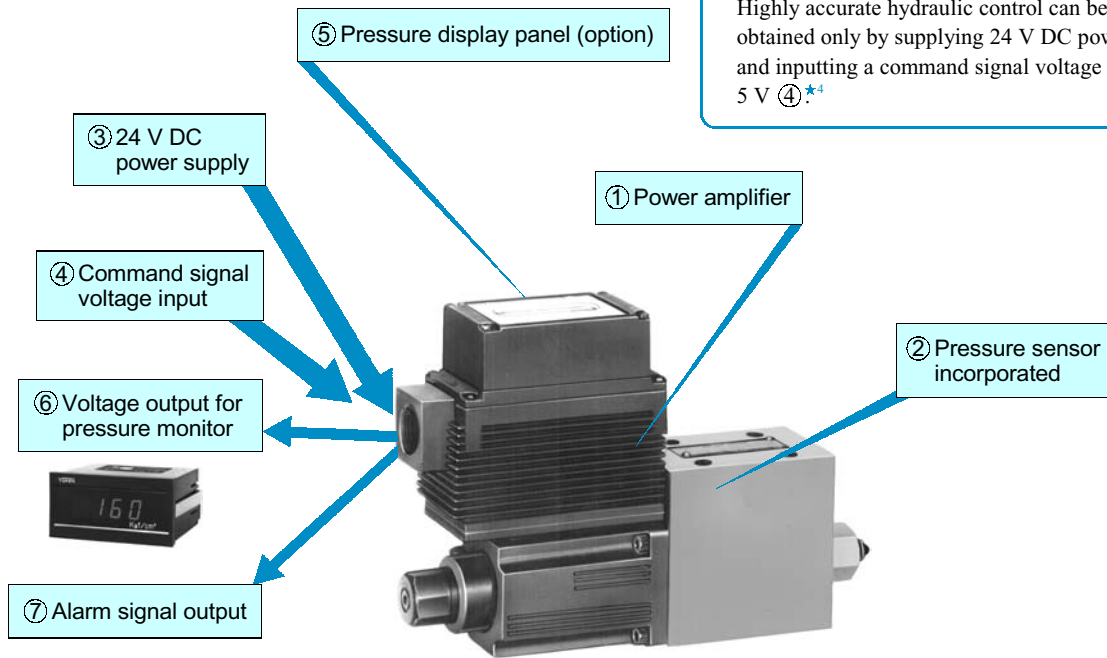 Highly accurate hydraulic control can be
obtained only by supplying 24 V DC
and inputting a command signal voltage
5 V ④.★4
⑤ Pressure display panel (option)
③ 24 V DC
power supply
① Power amplifier
④ Command signal
voltage input
② Pressure sensor
incorporated
⑥ Voltage output for
pressure monitor
160
Kgf/cm²
⑦ Alarm signal output